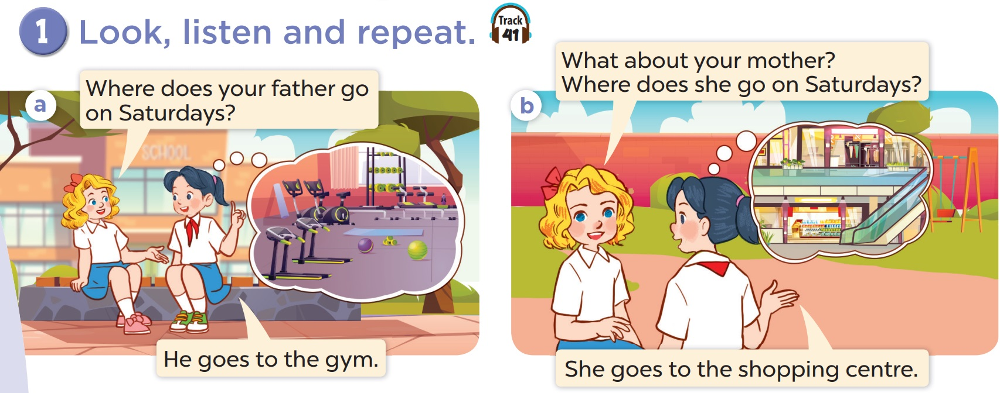 1 Look, listen and repeat.
Track
41
a
Where does your father go
on Saturdays?
SCHOOL
He goes to the gym.
b
What about your mother?
Where does she go on Saturdays?
She goes to the shopping centre.